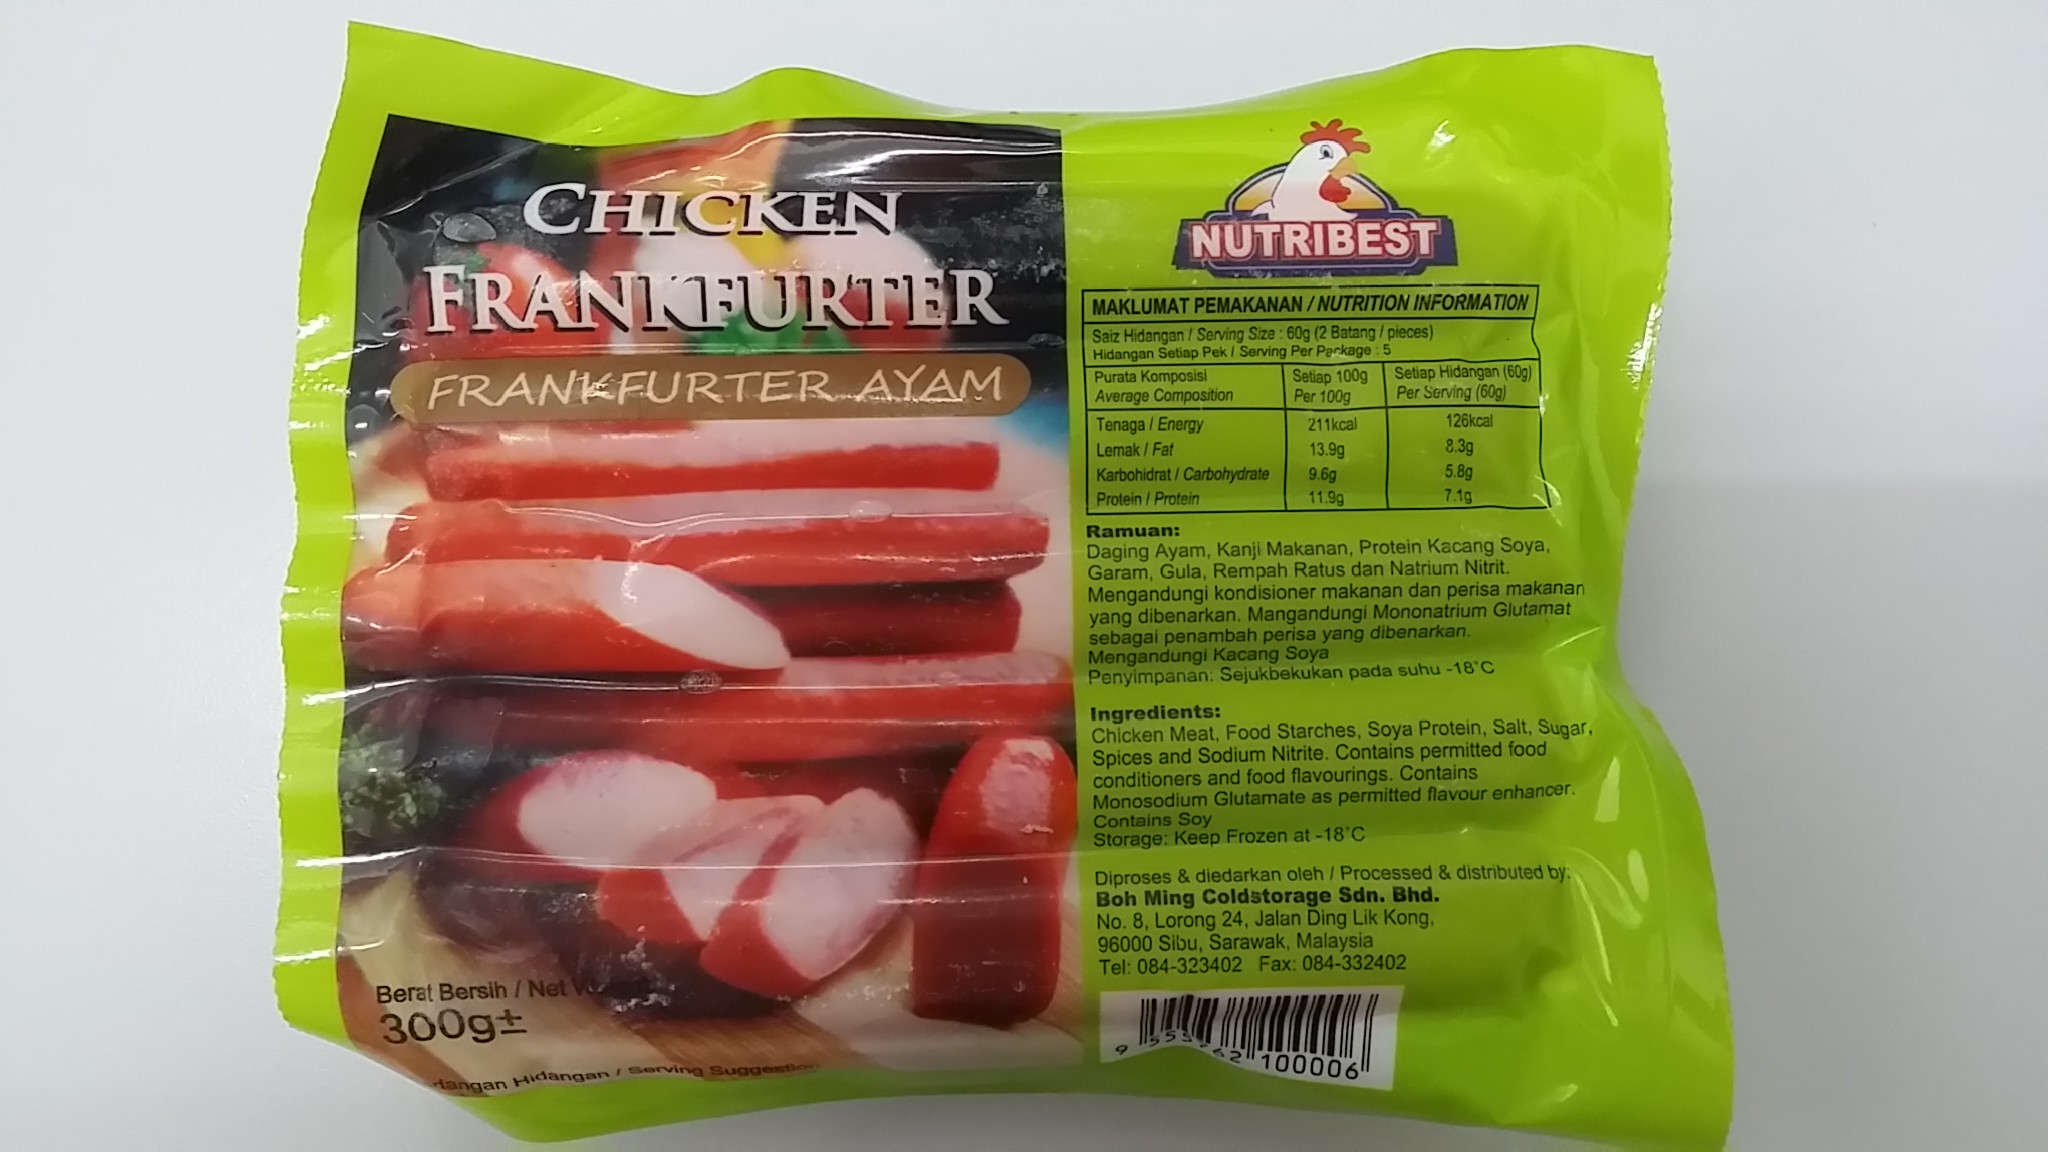 CHICKEN
FRANKFURTER
FRANKFURTER AYAM
Berat Bersih / Net
300g±
Hidangan / Serving Suggestion
NUTRIBEST
MAKLUMAT PEMAKANAN / NUTRITION INFORMATION
Saiz Hidangan / Serving Size : 60g (2 Batang / pieces)
Hidangan Setiap Pek / Serving Per Package : 5
Purata Komposisi Setiap 100g Setiap Hidangan (60g)
Average Composition Per 100g Per Serving (60g)
Tenaga / Energy 211kcal 126kcal
Lemak / Fat 13.9g 8.3g
Karbohidrat / Carbohydrate 9.6g 5.8g
Protein / Protein 11.9g 7.1g
Ramuan:
Daging Ayam, Kanji Makanan, Protein Kacang Soya,
Garam, Gula, Rempah Ratus dan Natrium Nitrit.
Mengandungi kondisioner makanan dan perisa makanan
yang dibenarkan. Mangandungi Mononatrium Glutamat
sebagai penambah perisa yang dibenarkan.
Mengandungi Kacang Soya
Penyimpanan: Sejukbekukan pada suhu -18°C
Ingredients:
Chicken Meat, Food Starches, Soya Protein, Salt, Sugar,
Spices and Sodium Nitrite. Contains permitted food
conditioners and food flavourings. Contains
Monosodium Glutamate as permitted flavour enhancer.
Contains Soy
Storage: Keep Frozen at -18°C
Diproses & diedarkan oleh / Processed & distributed by:
Boh Ming Coldstorage Sdn. Bhd.
No. 8, Lorong 24, Jalan Ding Lik Kong,
96000 Sibu, Sarawak, Malaysia
Tel: 084-323402 Fax: 084-332402
100006